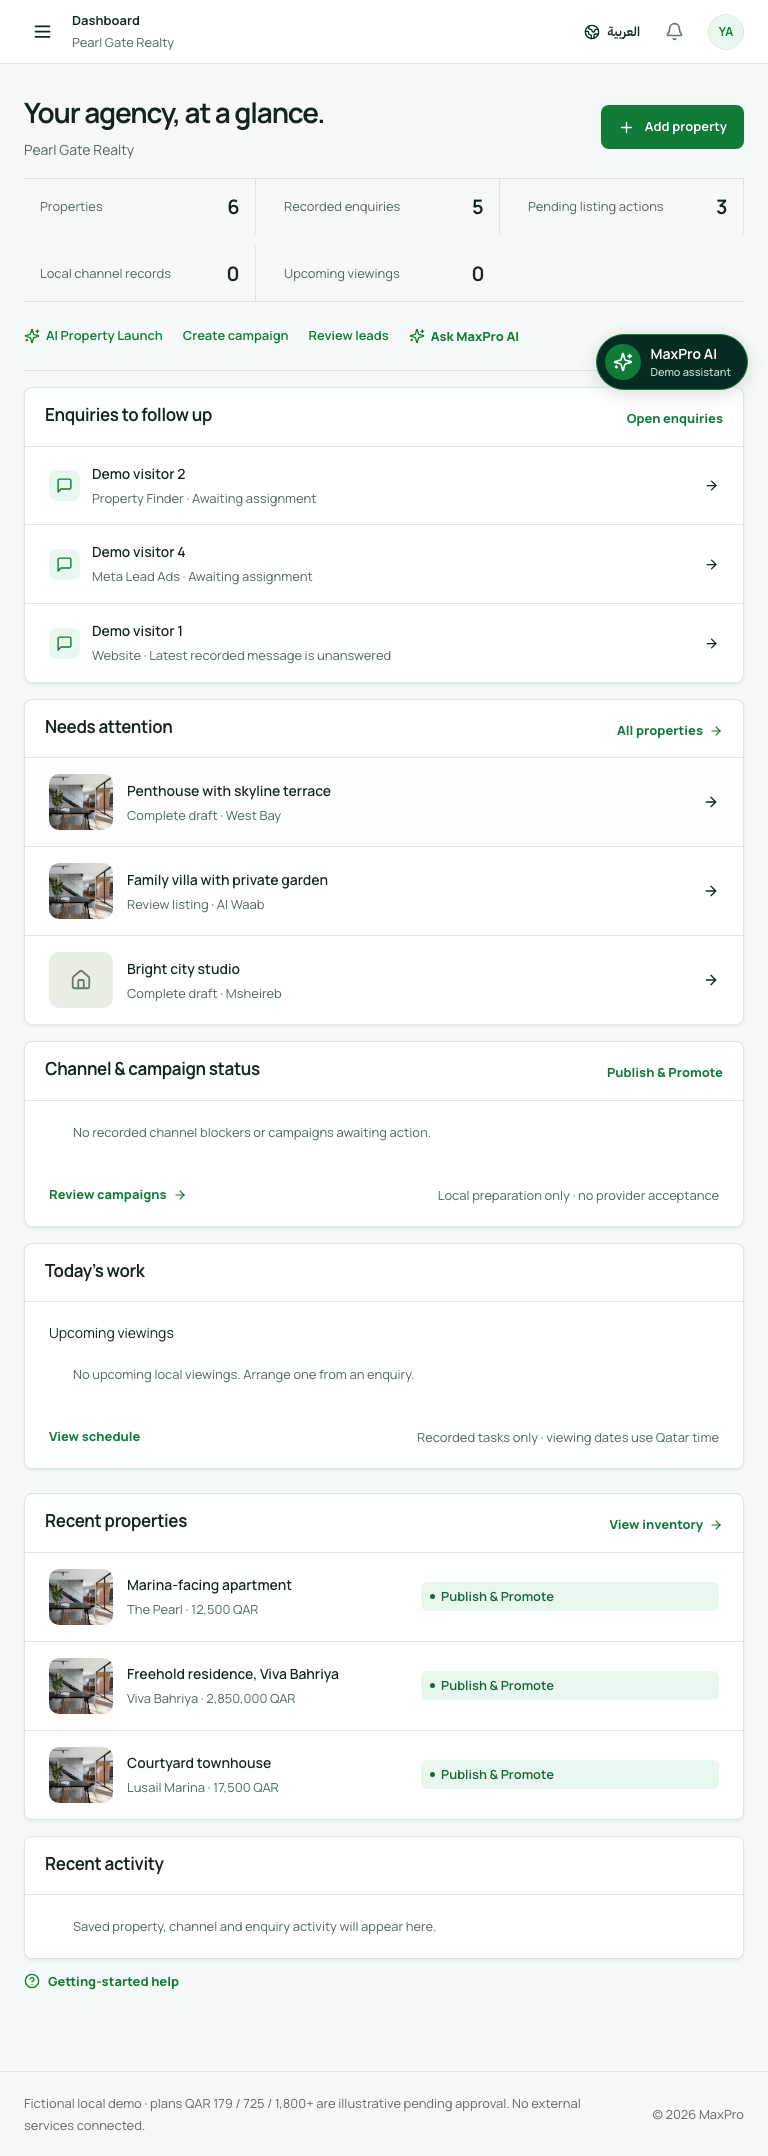 Dashboard
Pearl Gate Realty
العربية
YA
Your agency, at a glance.
Pearl Gate Realty
Add property
Properties 6
Recorded enquiries 5
Pending listing actions 3
Local channel records 0
Upcoming viewings 0
AI Property Launch
Create campaign
Review leads
Ask MaxPro AI
MaxPro AI
Demo assistant
Enquiries to follow up
Open enquiries
Demo visitor 2
Property Finder · Awaiting assignment
Demo visitor 4
Meta Lead Ads · Awaiting assignment
Demo visitor 1
Website · Latest recorded message is unanswered
Needs attention
All properties
Penthouse with skyline terrace
Complete draft · West Bay
Family villa with private garden
Review listing · Al Waab
Bright city studio
Complete draft · Msheireb
Channel & campaign status
Publish & Promote
No recorded channel blockers or campaigns awaiting action.
Review campaigns
Local preparation only · no provider acceptance
Today's work
Upcoming viewings
No upcoming local viewings. Arrange one from an enquiry.
View schedule
Recorded tasks only · viewing dates use Qatar time
Recent properties
View inventory
Marina-facing apartment
The Pearl · 12,500 QAR
Publish & Promote
Freehold residence, Viva Bahriya
Viva Bahriya · 2,850,000 QAR
Publish & Promote
Courtyard townhouse
Lusail Marina · 17,500 QAR
Publish & Promote
Recent activity
Saved property, channel and enquiry activity will appear here.
Getting-started help
Fictional local demo · plans QAR 179 / 725 / 1,800+ are illustrative pending approval. No external
services connected.
© 2026 MaxPro